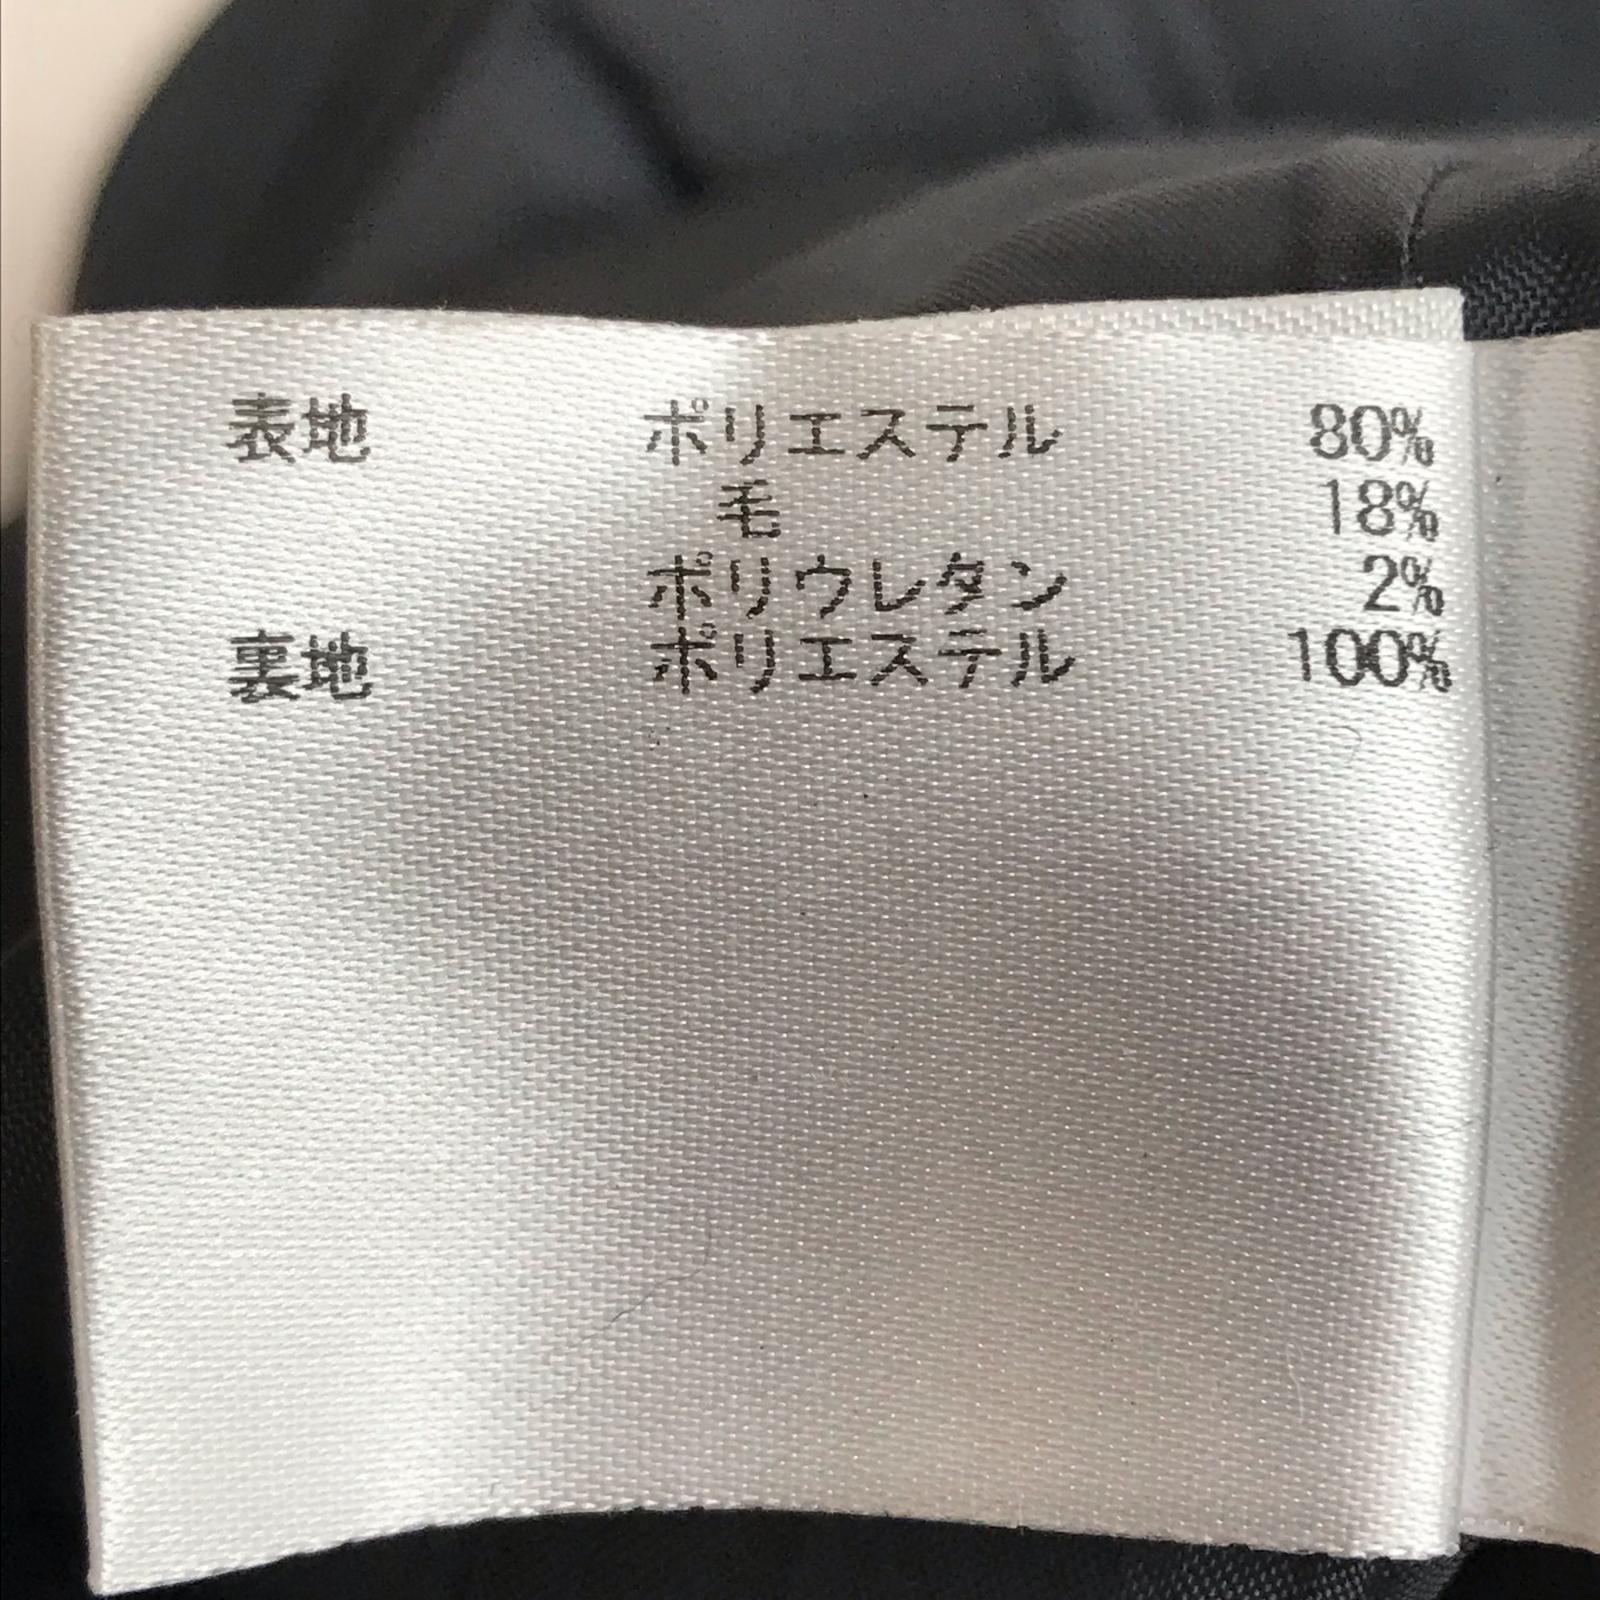 表地 ポリエステル 80%
毛 18%
ポリウレタン 2%
裏地 ポリエステル 100%